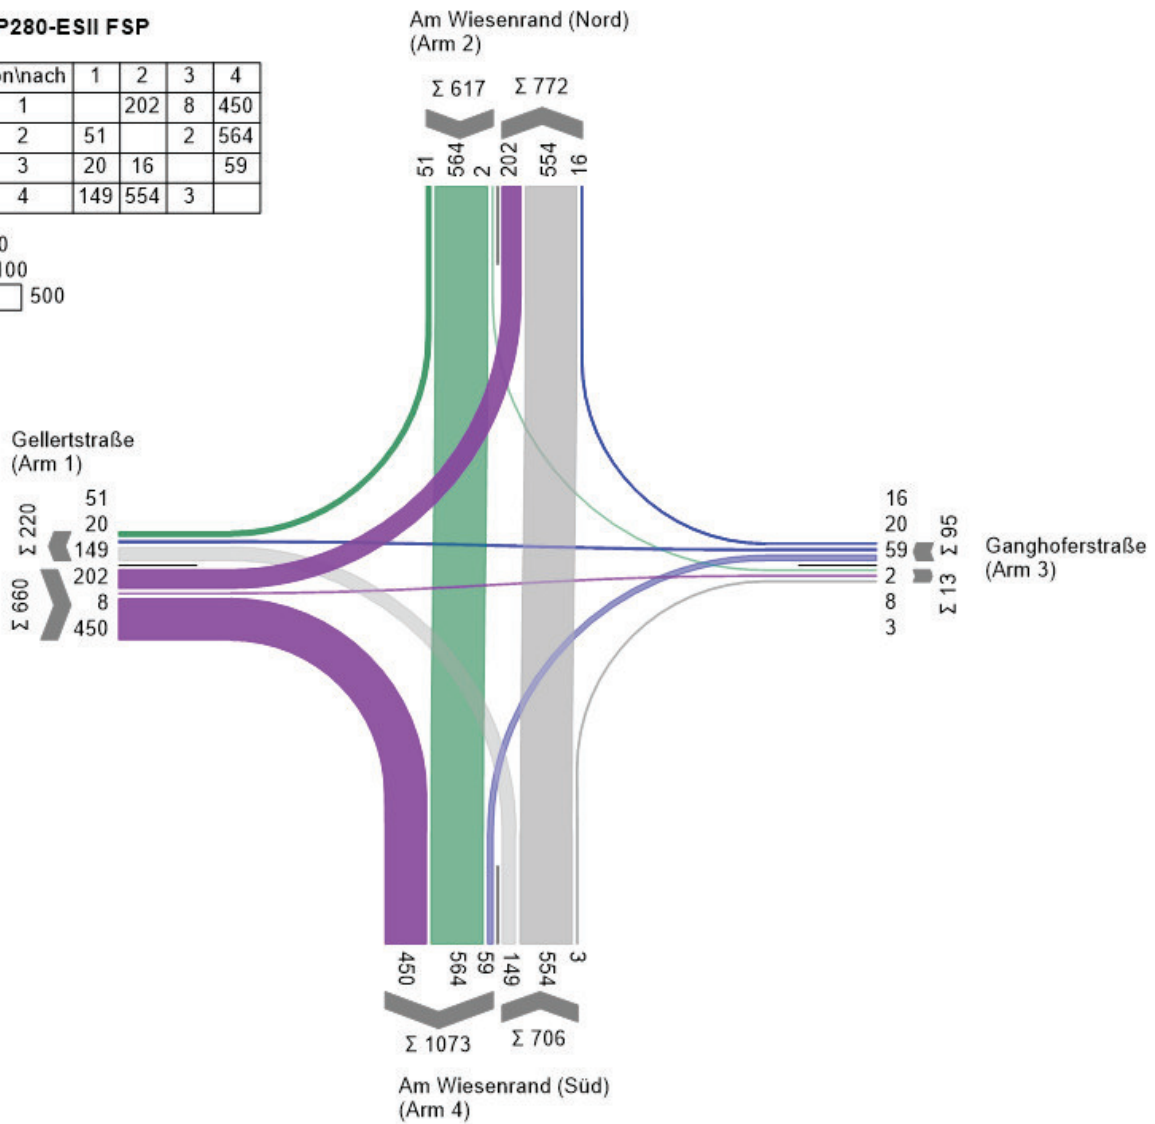 P280-ESII FSP
n\nach 1 2 3 4
1 202 8 450
2 51 2 564
3 20 16 59
4 149 554 3
0
100
500
Am Wiesenrand (Nord)
(Arm 2)
Σ 617 Σ 772
51 564 2 202 554 16
Gellertstraße
(Arm 1)
Σ 220
Σ 660
51
20
149
202
8
450
16
20
59
2
8
3
Σ 95
Σ 13
Ganghoferstraße
(Arm 3)
450 564 59 149 554 3
Σ 1073 Σ 706
Am Wiesenrand (Süd)
(Arm 4)